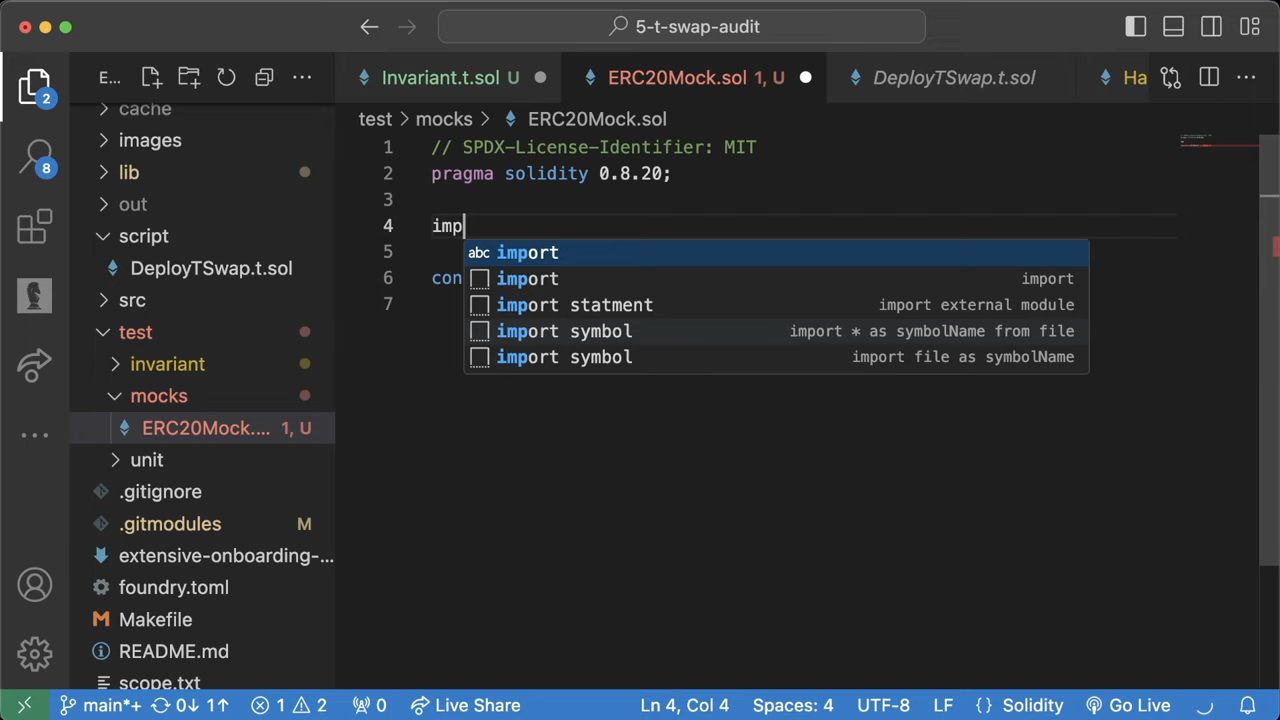 5-t-swap-audit
E...
Invariant.t.sol U
ERC20Mock.sol 1, U
DeployTSwap.t.sol
Ha
2
cache
images
lib
out
script
DeployTSwap.t.sol
src
test
invariant
mocks
ERC20Mock.... 1, U
unit
.gitignore
.gitmodules M
extensive-onboarding-...
foundry.toml
Makefile
README.md
scope.txt
8
test > mocks > ERC20Mock.sol
1 // SPDX-License-Identifier: MIT
2 pragma solidity 0.8.20;
3
4 imp
5
6 con
7
abc import
import import
import statment import external module
import symbol import * as symbolName from file
import symbol import file as symbolName
main*+ 0↓ 1↑ 1 2 0 Live Share Ln 4, Col 4 Spaces: 4 UTF-8 LF {} Solidity Go Live